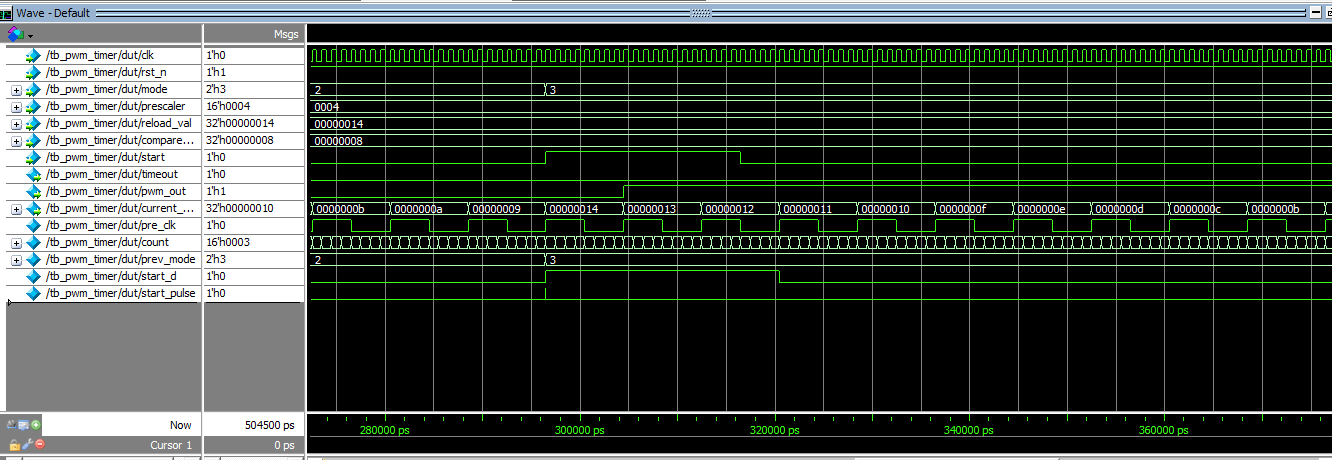 Wave - Default
Msgs
/tb_pwm_timer/dut/clk 1'h0
/tb_pwm_timer/dut/rst_n 1'h1
/tb_pwm_timer/dut/mode 2'h3 2 3
/tb_pwm_timer/dut/prescaler 16'h0004 0004
/tb_pwm_timer/dut/reload_val 32'h00000014 00000014
/tb_pwm_timer/dut/compare... 32'h00000008 00000008
/tb_pwm_timer/dut/start 1'h0
/tb_pwm_timer/dut/timeout 1'h0
/tb_pwm_timer/dut/pwm_out 1'h1
/tb_pwm_timer/dut/current_... 32'h00000010 0000000b 0000000a 00000009 00000014 00000013 00000012 00000011 00000010 0000000f 0000000e 0000000d 0000000c 0000000b
/tb_pwm_timer/dut/pre_clk 1'h0
/tb_pwm_timer/dut/count 16'h0003
/tb_pwm_timer/dut/prev_mode 2'h3 2 3
/tb_pwm_timer/dut/start_d 1'h0
/tb_pwm_timer/dut/start_pulse 1'h0
Now 504500 ps 280000 ps 300000 ps 320000 ps 340000 ps 360000 ps
Cursor 1 0 ps